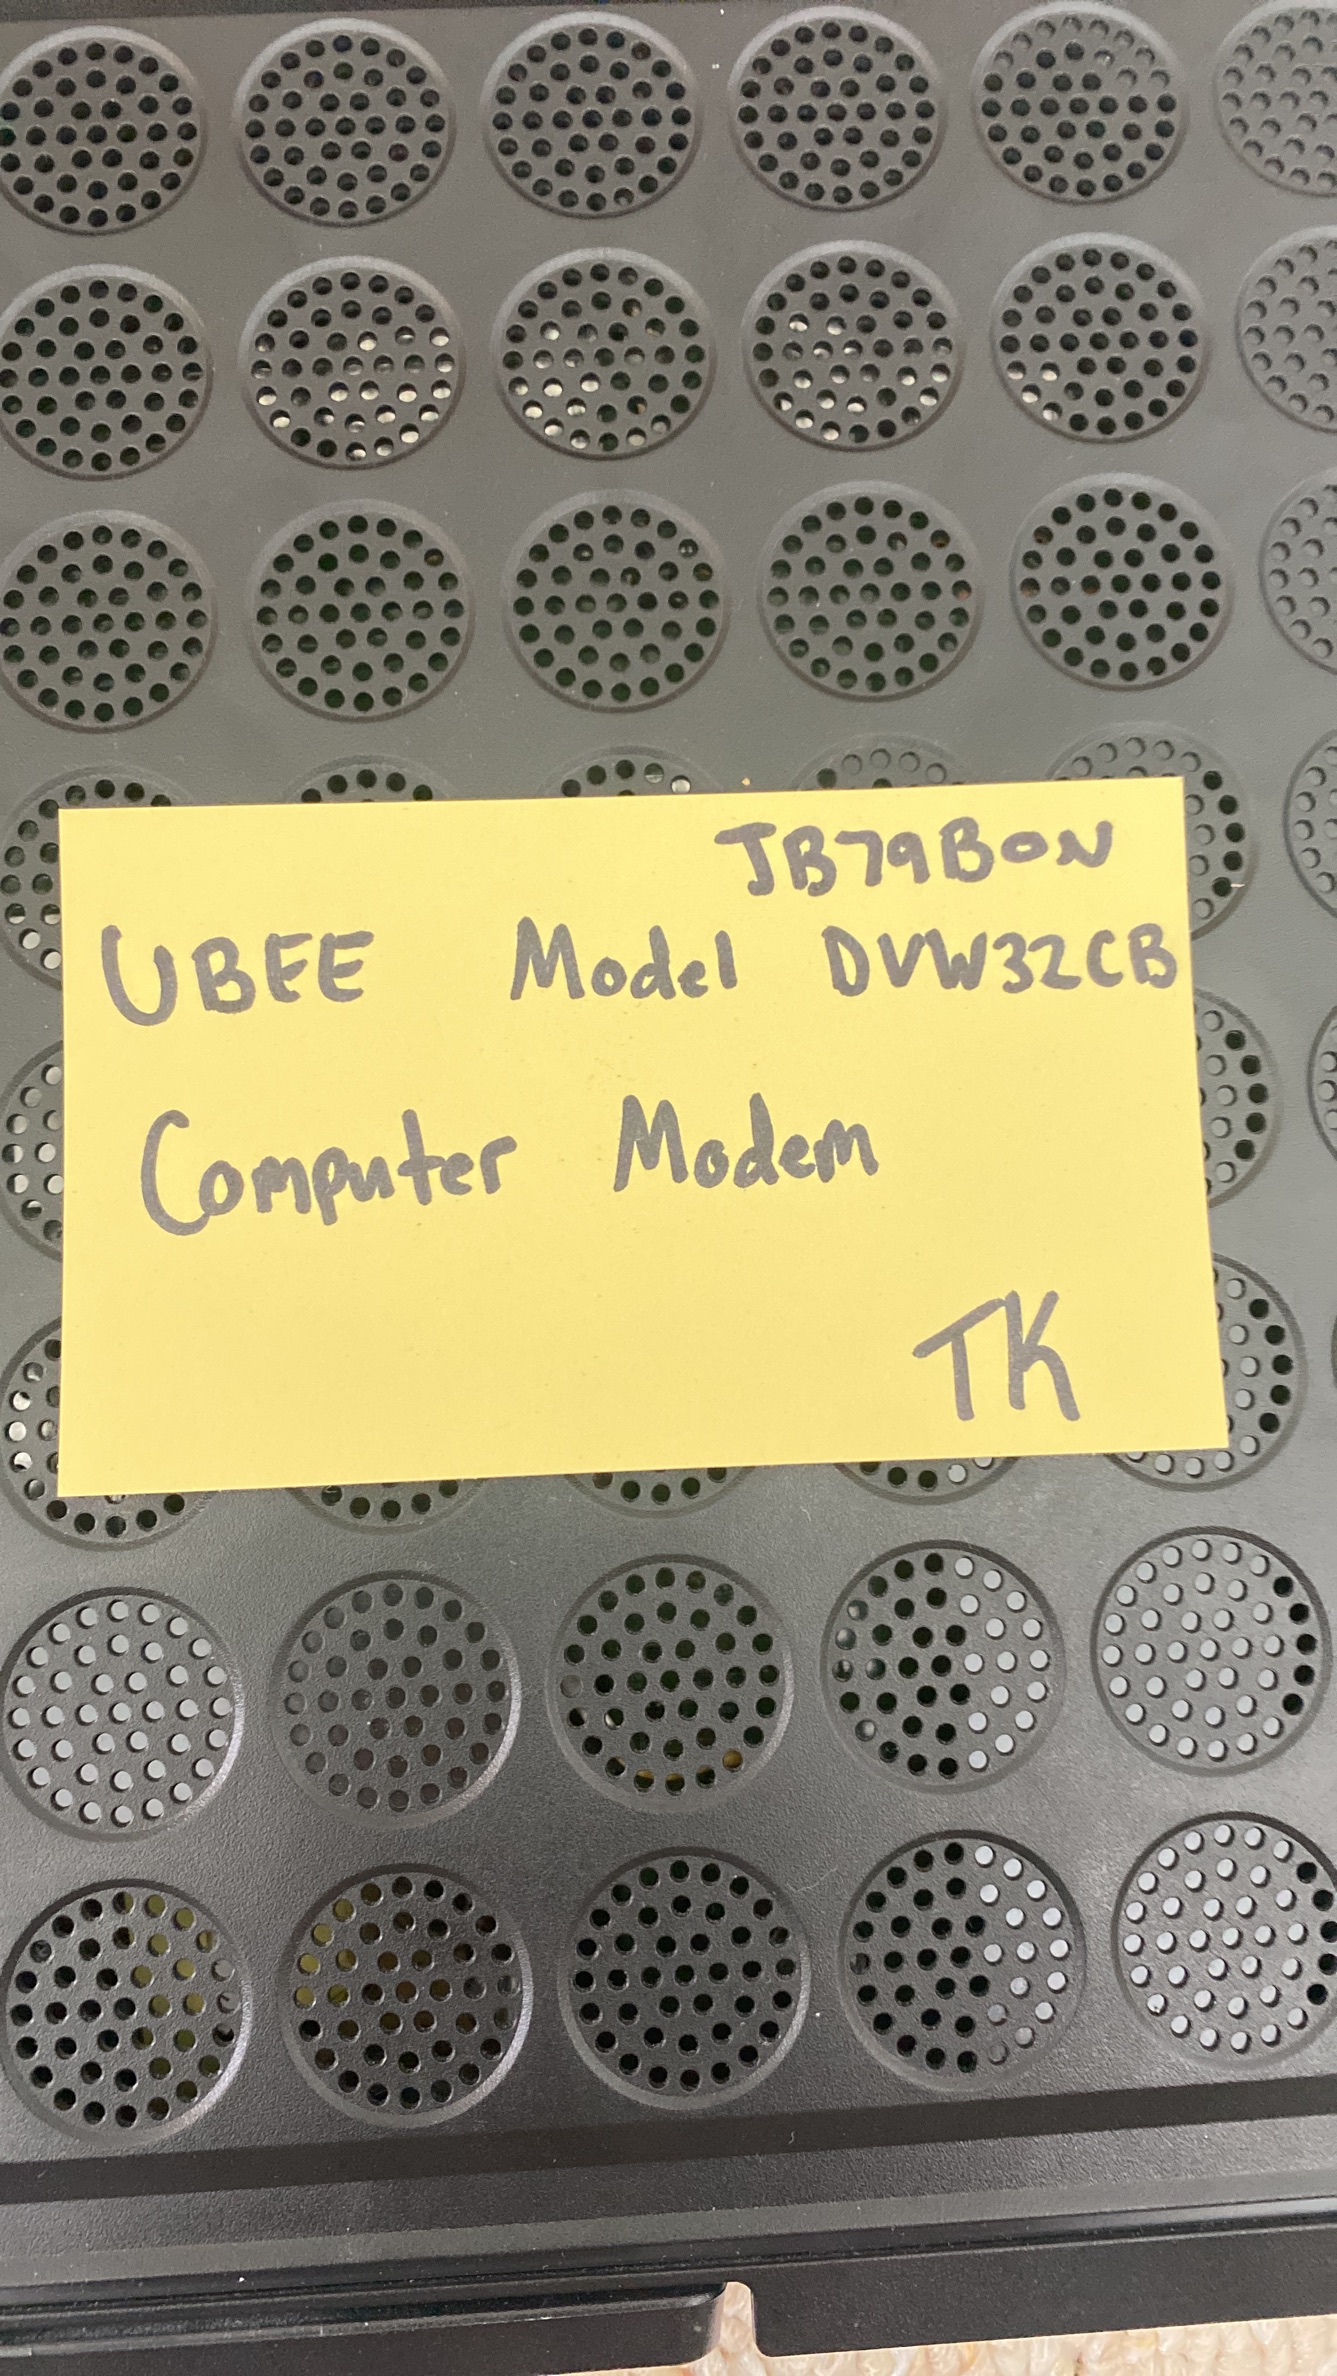 JB79BON
UBEE Model DVW32CB
Computer Modem
TK